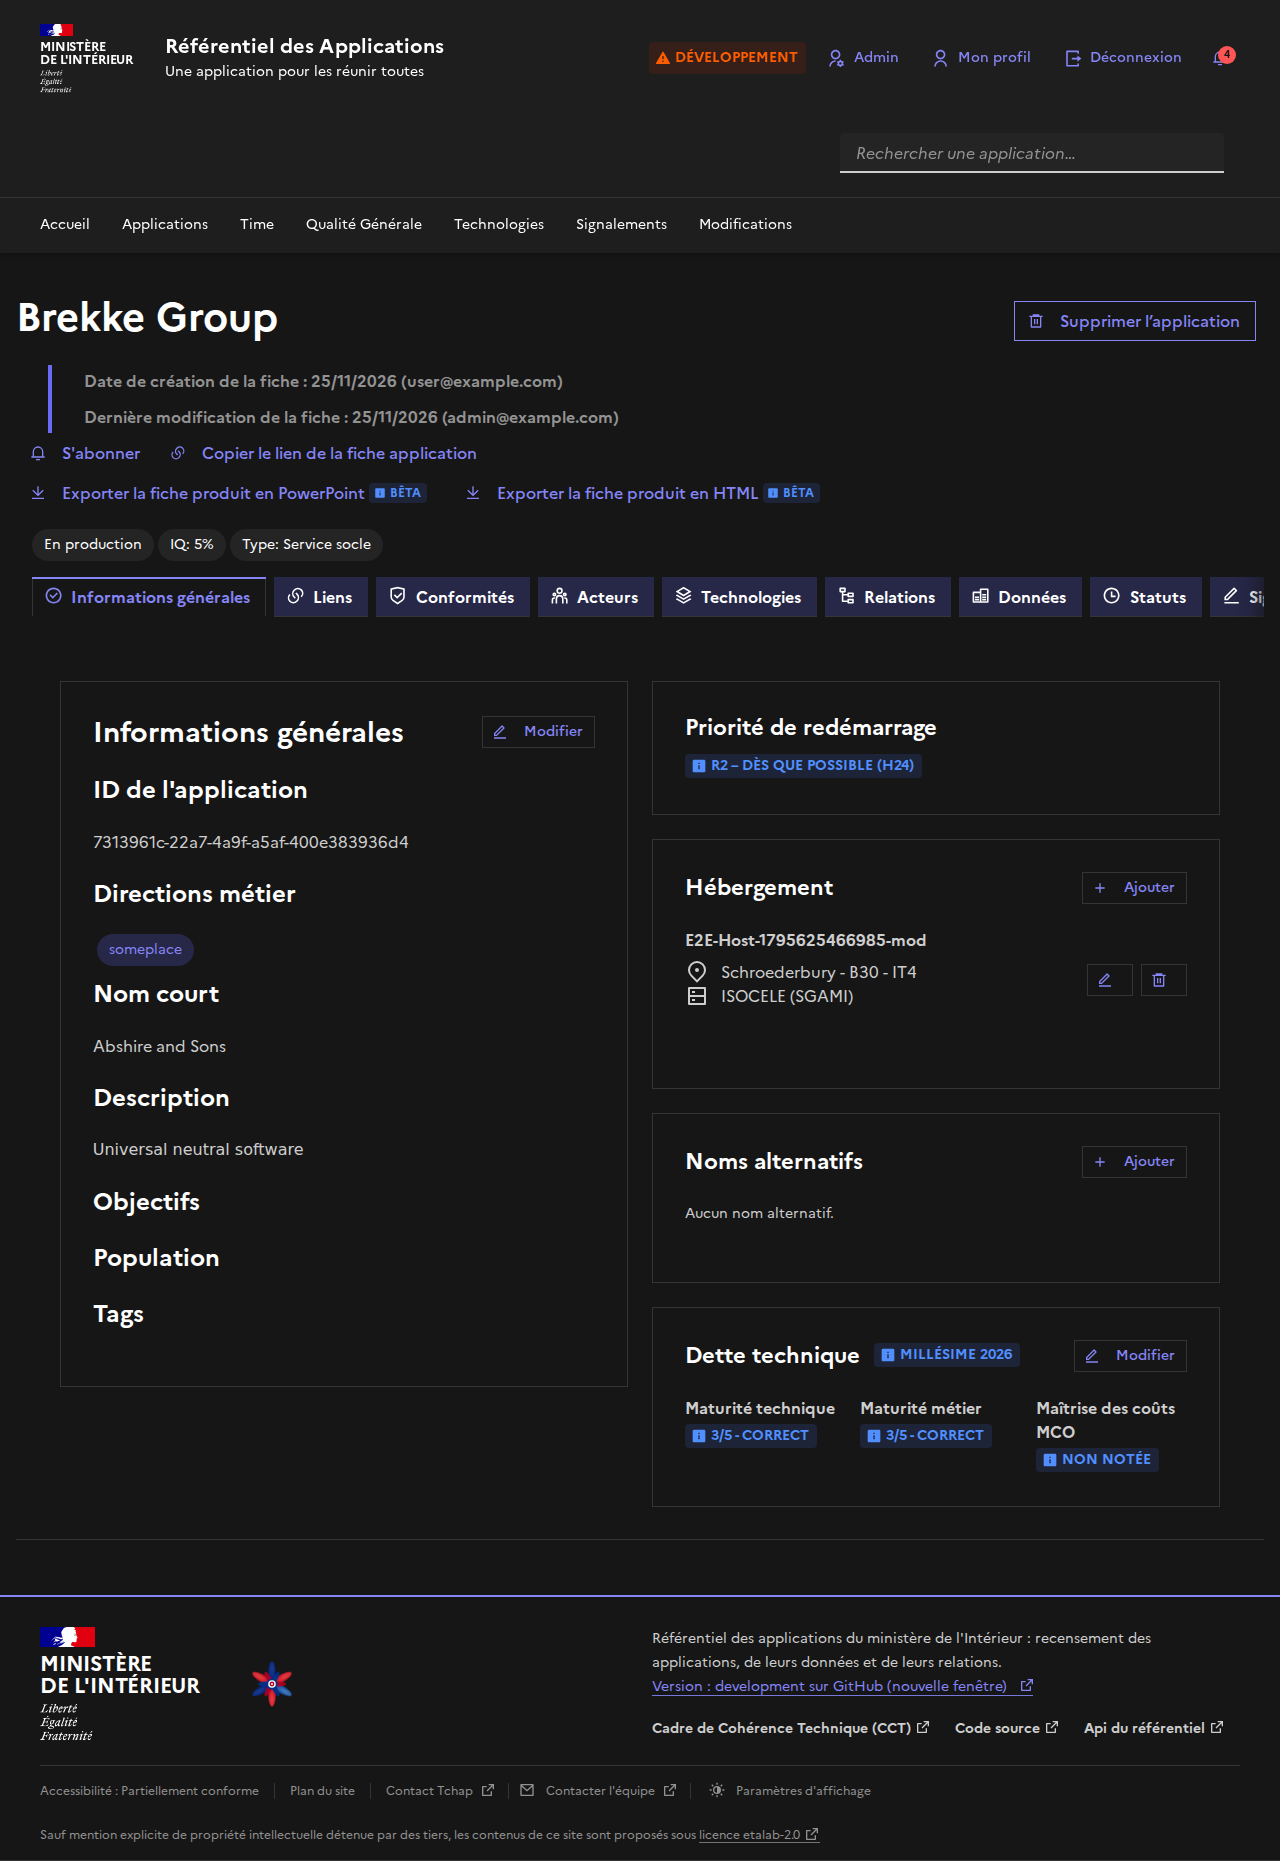 MINISTÈRE
DE L'INTÉRIEUR
Liberté
Égalité
Fraternité
Référentiel des Applications
Une application pour les réunir toutes
DÉVELOPPEMENT
Admin
Mon profil
Déconnexion
4
Rechercher une application...
Accueil
Applications
Time
Qualité Générale
Technologies
Signalements
Modifications
Brekke Group
Supprimer l’application
Date de création de la fiche : 25/11/2026 (user@example.com)
Dernière modification de la fiche : 25/11/2026 (admin@example.com)
S'abonner
Copier le lien de la fiche application
Exporter la fiche produit en PowerPoint BÊTA
Exporter la fiche produit en HTML BÊTA
En production
IQ: 5%
Type: Service socle
Informations générales
Liens
Conformités
Acteurs
Technologies
Relations
Données
Statuts
Informations générales
Modifier
ID de l'application
7313961c-22a7-4a9f-a5af-400e383936d4
Directions métier
someplace
Nom court
Abshire and Sons
Description
Universal neutral software
Objectifs
Population
Tags
Priorité de redémarrage
R2 – DÈS QUE POSSIBLE (H24)
Hébergement
Ajouter
E2E-Host-1795625466985-mod
Schroederbury - B30 - IT4
ISOCELE (SGAMI)
Noms alternatifs
Ajouter
Aucun nom alternatif.
Dette technique
MILLÉSIME 2026
Modifier
Maturité technique
3/5 - CORRECT
Maturité métier
3/5 - CORRECT
Maîtrise des coûts
MCO
NON NOTÉE
MINISTÈRE
DE L'INTÉRIEUR
Liberté
Égalité
Fraternité
Référentiel des applications du ministère de l'Intérieur : recensement des
applications, de leurs données et de leurs relations.
Version : development sur GitHub (nouvelle fenêtre)
Cadre de Cohérence Technique (CCT)
Code source
Api du référentiel
Accessibilité : Partiellement conforme
Plan du site
Contact Tchap
Contacter l'équipe
Paramètres d'affichage
Sauf mention explicite de propriété intellectuelle détenue par des tiers, les contenus de ce site sont proposés sous licence etalab-2.0